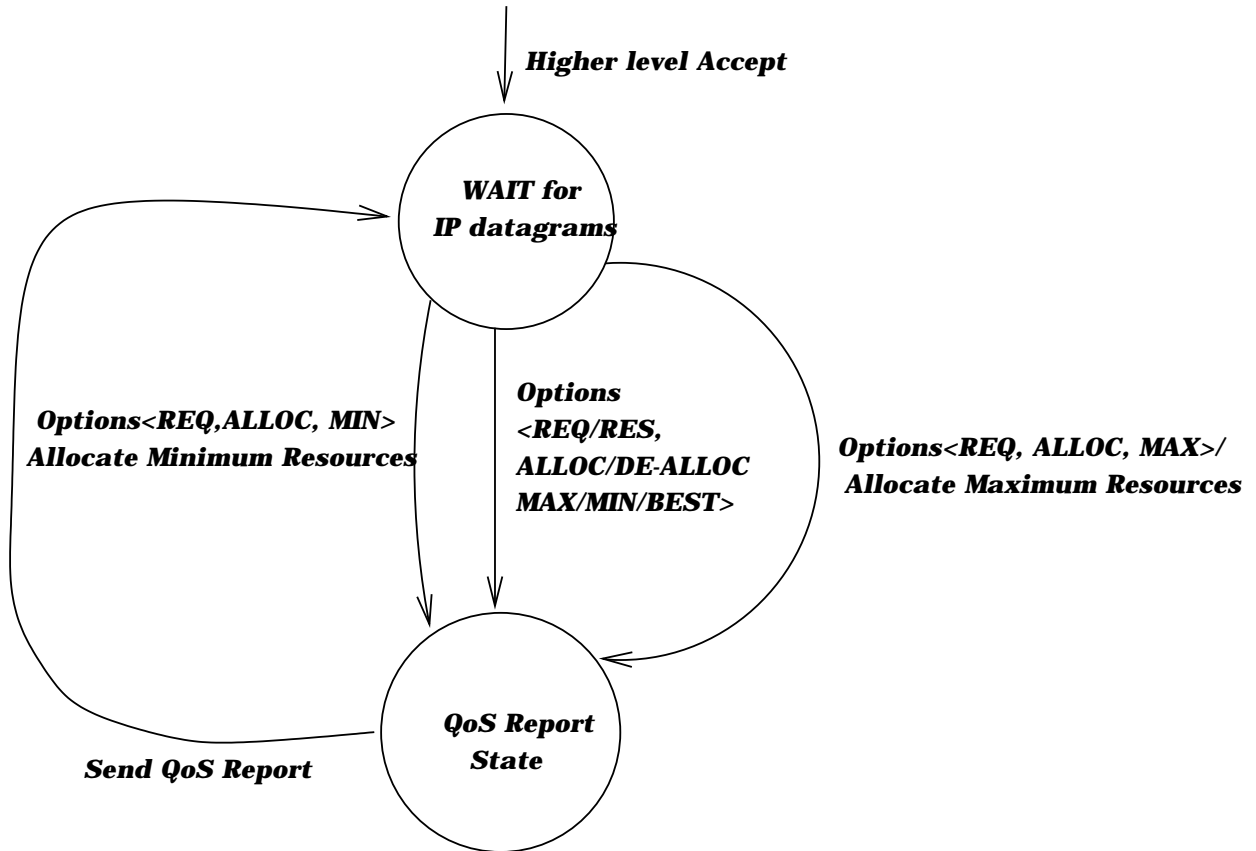 Higher level Accept
WAIT for
IP datagrams
Options<REQ,ALLOC, MIN>
Allocate Minimum Resources
Options
<REQ/RES,
ALLOC/DE-ALLOC
MAX/MIN/BEST>
Options<REQ, ALLOC, MAX>/
Allocate Maximum Resources
QoS Report
State
Send QoS Report